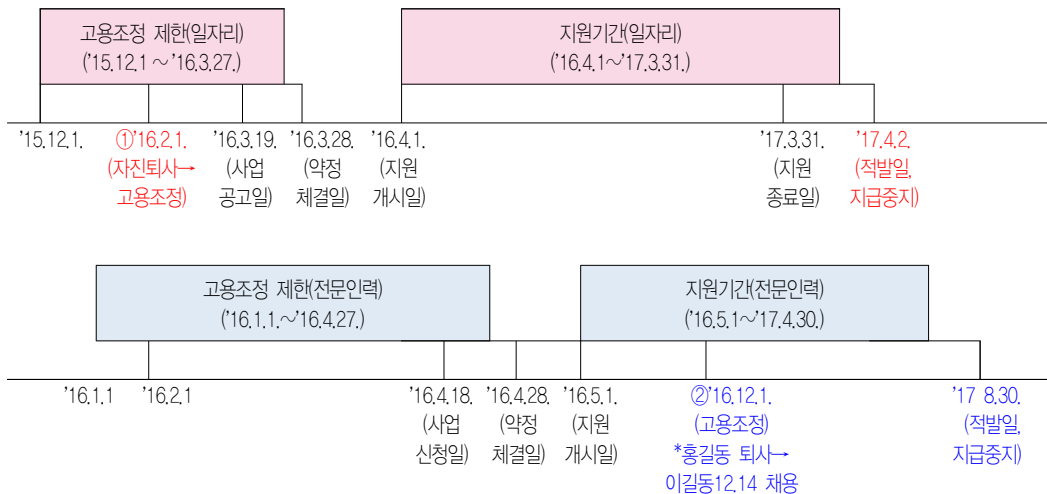 고용조정 제한(일자리)
('15.12.1 ~ '16.3.27.)
지원기간(일자리)
('16.4.1~'17.3.31.)
'15.12.1.
①'16.2.1.
(자진퇴사→
고용조정)
'16.3.19.
(사업
공고일)
'16.3.28.
(약정
체결일)
'16.4.1.
(지원
개시일)
'17.3.31.
(지원
종료일)
'17.4.2.
(적발일,
지급중지)
고용조정 제한(전문인력)
('16.1.1.~'16.4.27.)
지원기간(전문인력)
('16.5.1~'17.4.30.)
'16.1.1
'16.2.1
'16.4.18.
(사업
신청일)
'16.4.28.
(약정
체결일)
'16.5.1.
(지원
개시일)
②'16.12.1.
(고용조정)
*홍길동 퇴사→
이길동12.14 채용
'17 8.30.
(적발일,
지급중지)